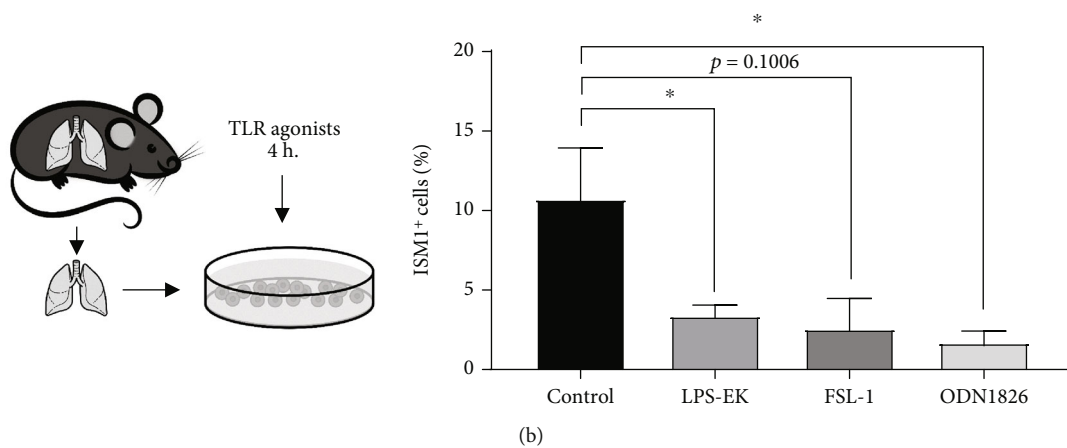 TLR agonists
4 h.
ISM1⁺ cells (%)
20
15
10
5
0
*
p = 0.1006
*
Control
LPS-EK
FSL-1
ODN1826
(b)